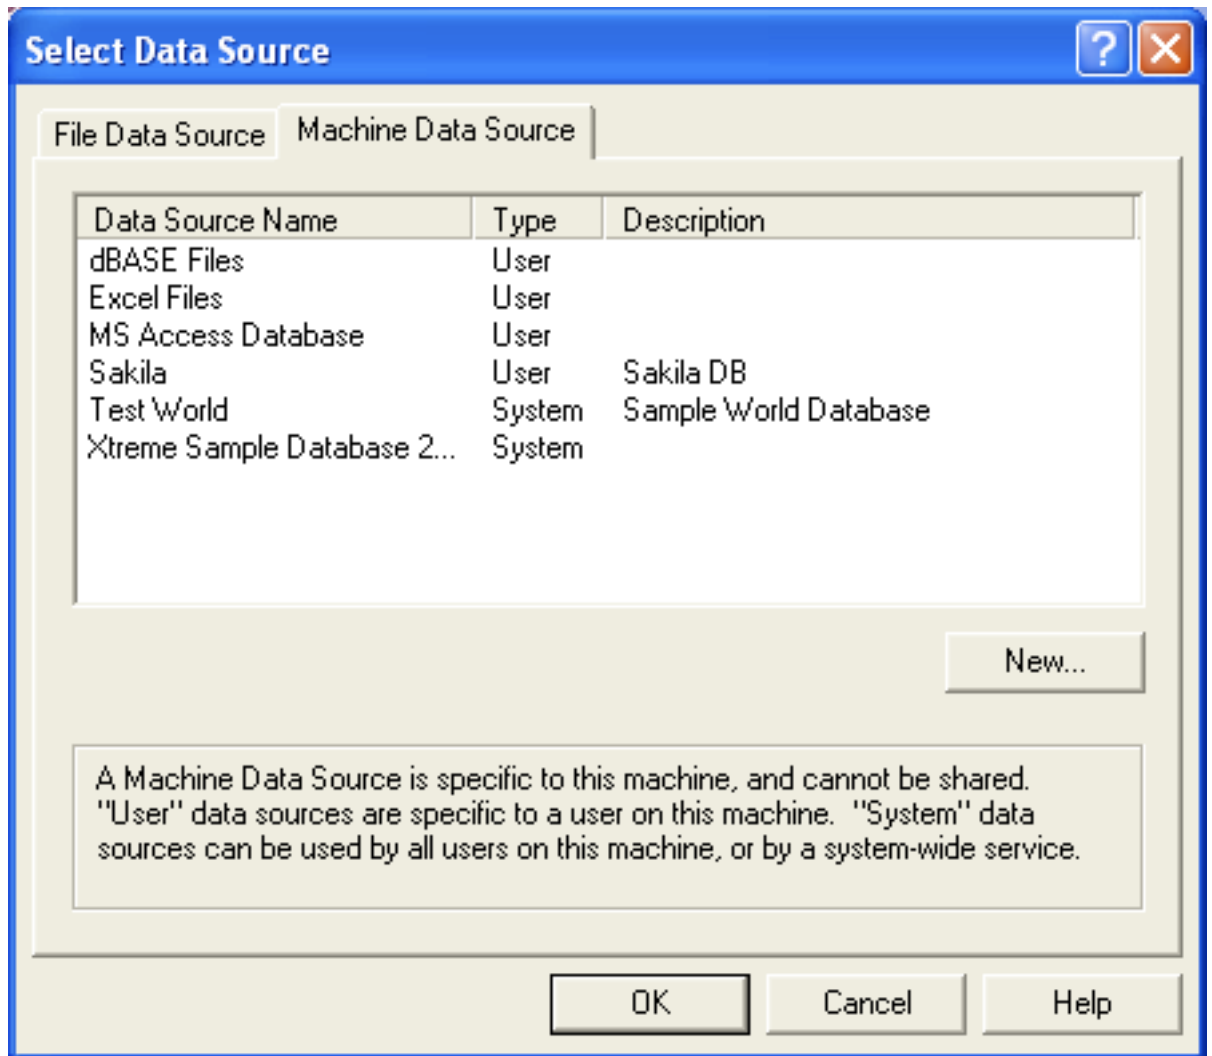 Select Data Source
File Data Source Machine Data Source
Data Source Name Type Description
dBASE Files User
Excel Files User
MS Access Database User
Sakila User Sakila DB
Test World System Sample World Database
Xtreme Sample Database 2... System
New...
A Machine Data Source is specific to this machine, and cannot be shared.
"User" data sources are specific to a user on this machine.  "System" data
sources can be used by all users on this machine, or by a system-wide service.
OK Cancel Help